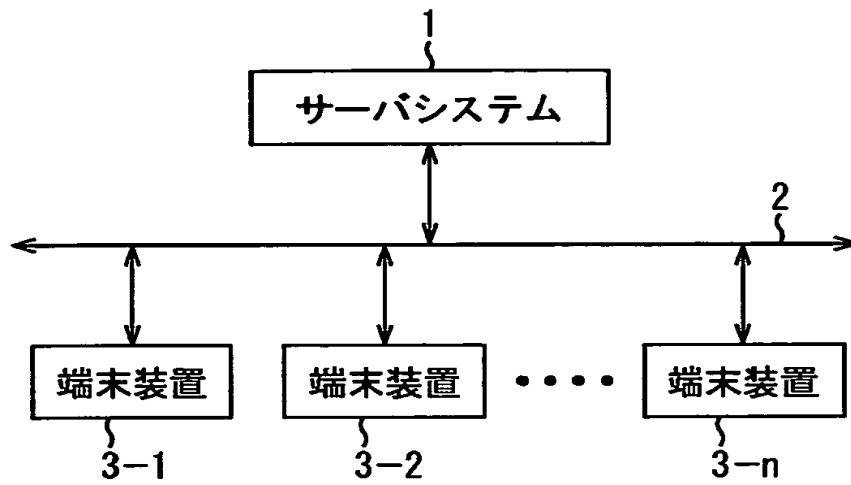 1
サーバシステム
2
端末装置 端末装置 ・・・・ 端末装置
3-1 3-2 3-n